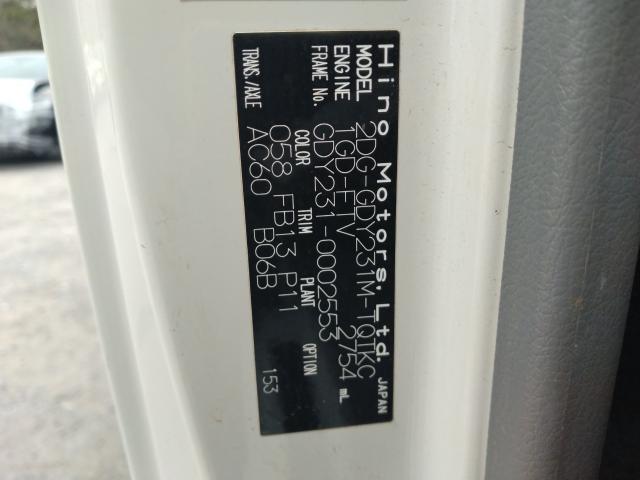 Hino Motors, Ltd. JAPAN
MODEL 2DG-GDY231M-TQTKC
ENGINE 1GD-FTV 2754 mL
FRAME No. GDY231-0002553
COLOR TRIM PLANT OPTION
058 FB13 P11
TRANS./AXLE AC60 B06B
153